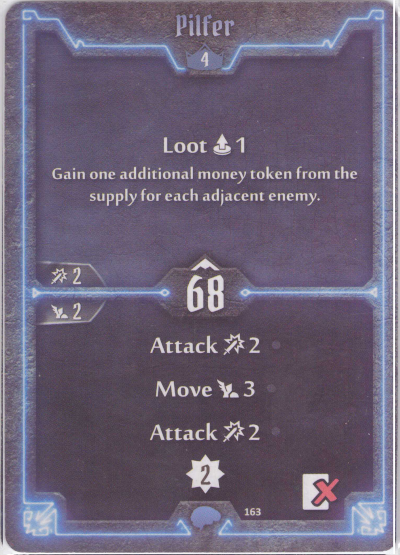 Pilfer
4
Loot 1
Gain one additional money token from the
supply for each adjacent enemy.
2
68
2
Attack 2
Move 3
Attack 2
2
163